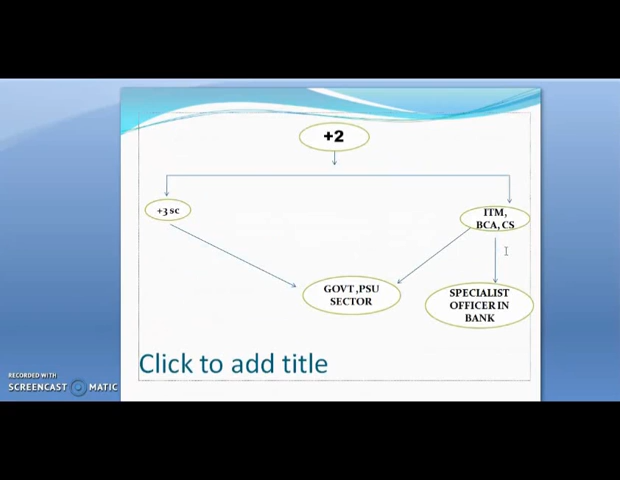 +2
+3 sc
ITM,
BCA, CS
GOVT ,PSU
SECTOR
SPECIALIST
OFFICER IN
BANK
Click to add title
RECORDED WITH
SCREENCAST MATIC